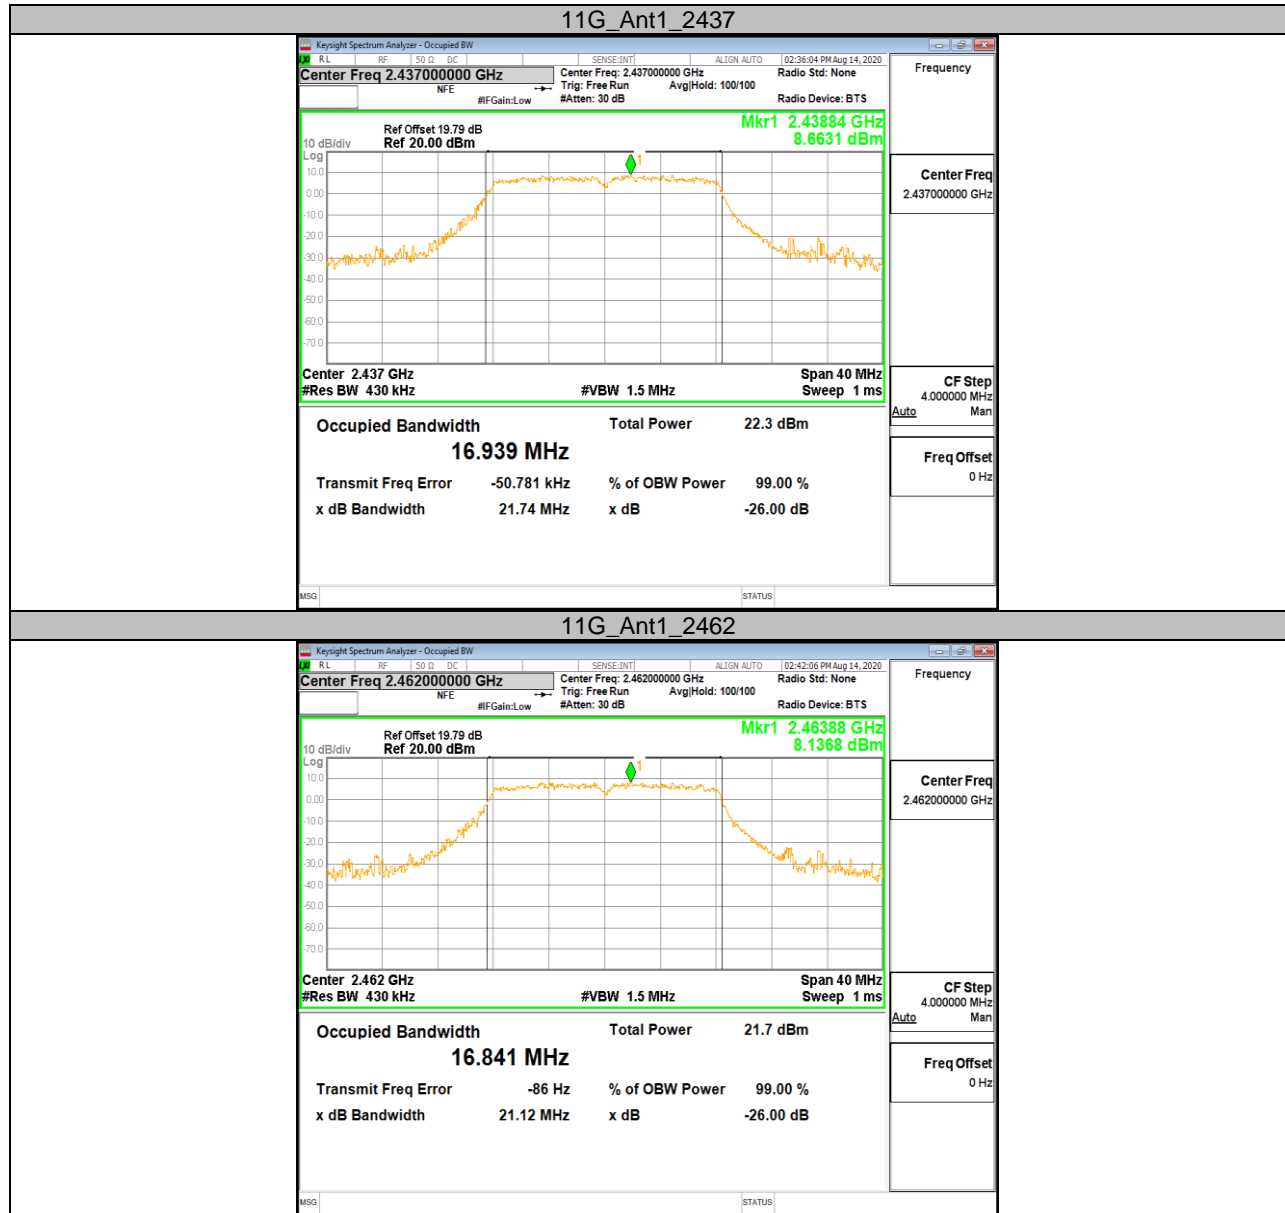 11G_Ant1_2437
Keysight Spectrum Analyzer - Occupied BW
RL RF 50 Ω DC SENSE:INT ALIGN AUTO 02:36:04 PM Aug 14, 2020
Center Freq 2.437000000 GHz Center Freq: 2.437000000 GHz Radio Std: None Frequency
NFE Trig: Free Run Avg|Hold: 100/100
#IFGain:Low #Atten: 30 dB Radio Device: BTS
Mkr1 2.43884 GHz
8.6631 dBm
Ref Offset 19.79 dB
10 dB/div Ref 20.00 dBm
Log
1
10.0
0.00
-10.0
-20.0
-30.0
-40.0
-50.0
-60.0
-70.0
Center Freq
2.437000000 GHz
Center 2.437 GHz Span 40 MHz
#Res BW 430 kHz #VBW 1.5 MHz Sweep 1 ms
CF Step
4.000000 MHz
Auto Man
Occupied Bandwidth Total Power 22.3 dBm
16.939 MHz
Freq Offset
0 Hz
Transmit Freq Error -50.781 kHz % of OBW Power 99.00 %
x dB Bandwidth 21.74 MHz x dB -26.00 dB
MSG STATUS
11G_Ant1_2462
Keysight Spectrum Analyzer - Occupied BW
RL RF 50 Ω DC SENSE:INT ALIGN AUTO 02:42:06 PM Aug 14, 2020
Center Freq 2.462000000 GHz Center Freq: 2.462000000 GHz Radio Std: None Frequency
NFE Trig: Free Run Avg|Hold: 100/100
#IFGain:Low #Atten: 30 dB Radio Device: BTS
Mkr1 2.46388 GHz
8.1368 dBm
Ref Offset 19.79 dB
10 dB/div Ref 20.00 dBm
Log
1
10.0
0.00
-10.0
-20.0
-30.0
-40.0
-50.0
-60.0
-70.0
Center Freq
2.462000000 GHz
Center 2.462 GHz Span 40 MHz
#Res BW 430 kHz #VBW 1.5 MHz Sweep 1 ms
CF Step
4.000000 MHz
Auto Man
Occupied Bandwidth Total Power 21.7 dBm
16.841 MHz
Freq Offset
0 Hz
Transmit Freq Error -86 Hz % of OBW Power 99.00 %
x dB Bandwidth 21.12 MHz x dB -26.00 dB
MSG STATUS